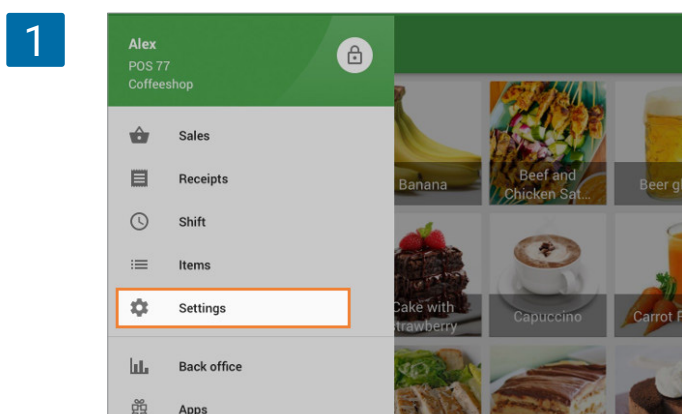 1
Alex
POS 77
Coffeeshop
Sales
Receipts
Shift
Items
Settings
Back office
Apps
Banana
Beef and
Chicken Sat...
Beer g
Cake with
strawberry
Capuccino
Carrot F